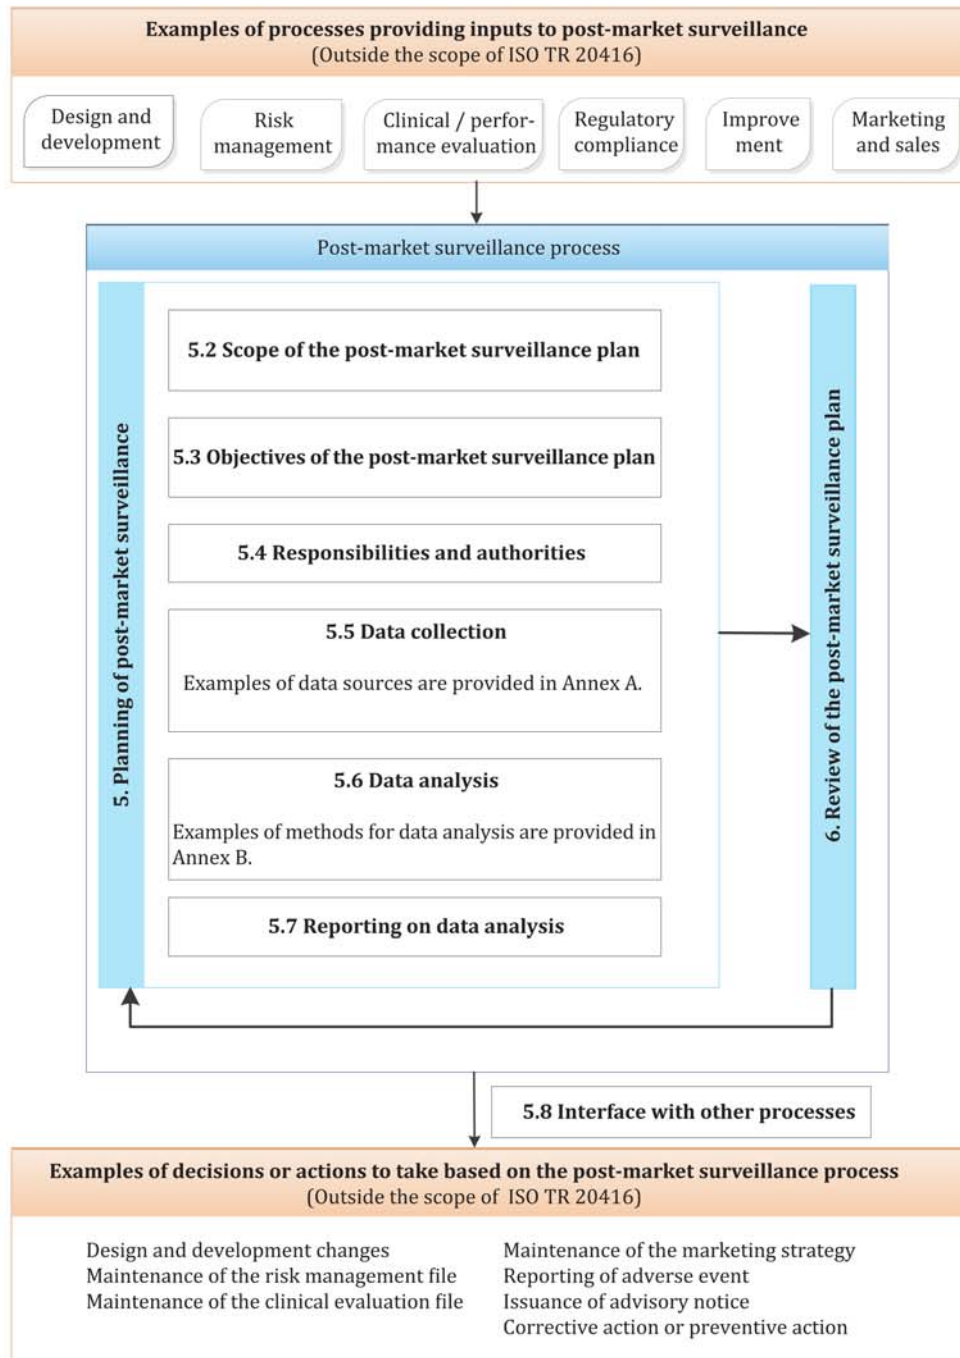 Examples of processes providing inputs to post-market surveillance
(Outside the scope of ISO TR 20416)
Design and
development
Risk
management
Clinical / perfor-
mance evaluation
Regulatory
compliance
Improve
ment
Marketing
and sales
Post-market surveillance process
5. Planning of post-market surveillance
5.2 Scope of the post-market surveillance plan
5.3 Objectives of the post-market surveillance plan
5.4 Responsibilities and authorities
5.5 Data collection
Examples of data sources are provided in Annex A.
5.6 Data analysis
Examples of methods for data analysis are provided in
Annex B.
5.7 Reporting on data analysis
6. Review of the post-market surveillance plan
5.8 Interface with other processes
Examples of decisions or actions to take based on the post-market surveillance process
(Outside the scope of ISO TR 20416)
Design and development changes
Maintenance of the risk management file
Maintenance of the clinical evaluation file
Maintenance of the marketing strategy
Reporting of adverse event
Issuance of advisory notice
Corrective action or preventive action